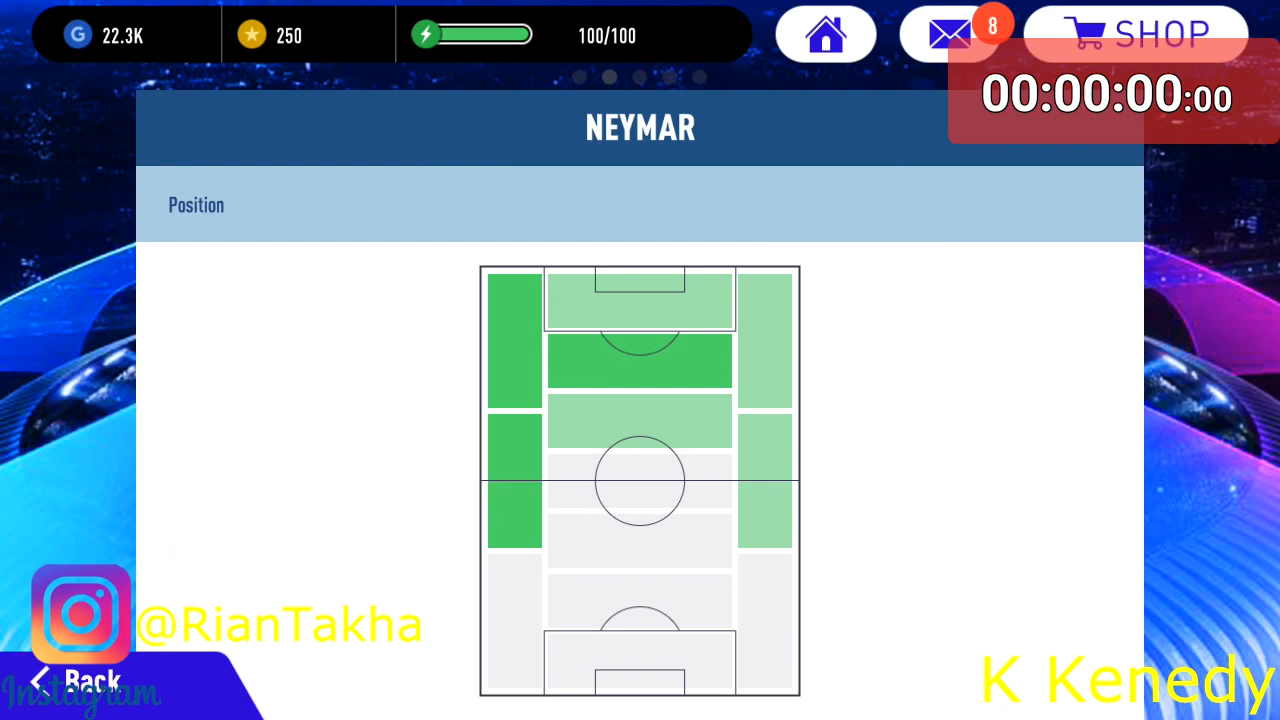 G 22.3K 250 100/100 8 SHOP
00:00:00:00
NEYMAR
Position
@RianTakha
K Kenedy
Back
Instagram